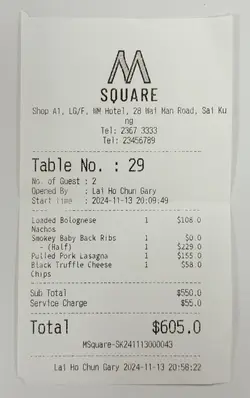 M
SQUARE
Shop A1, LG/F, WM Hotel, 28 Wai Man Road, Sai Ku
ng
Tel: 2367 3333
Tel: 23456789
Table No. : 29
No. of Guest : 2
Opened By : Lai Ho Chun Gary
Start Time : 2024-11-13 20:09:49
Loaded Bolognese 1 $108.0
Nachos
Smokey Baby Back Ribs 1 $0.0
- (Half) 1 $229.0
Pulled Pork Lasagna 1 $155.0
Black Truffle Cheese 1 $58.0
Chips
Sub Total $550.0
Service Charge $55.0
Total $605.0
MSquare-SK241113000043
Lai Ho Chun Gary 2024-11-13 20:58:22